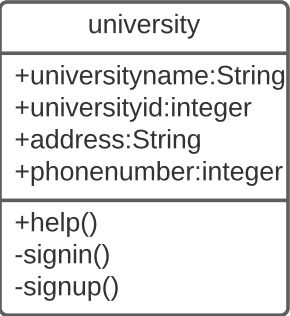 university
+universityname:String
+universityid:integer
+address:String
+phonenumber:integer
+help()
-signin()
-signup()